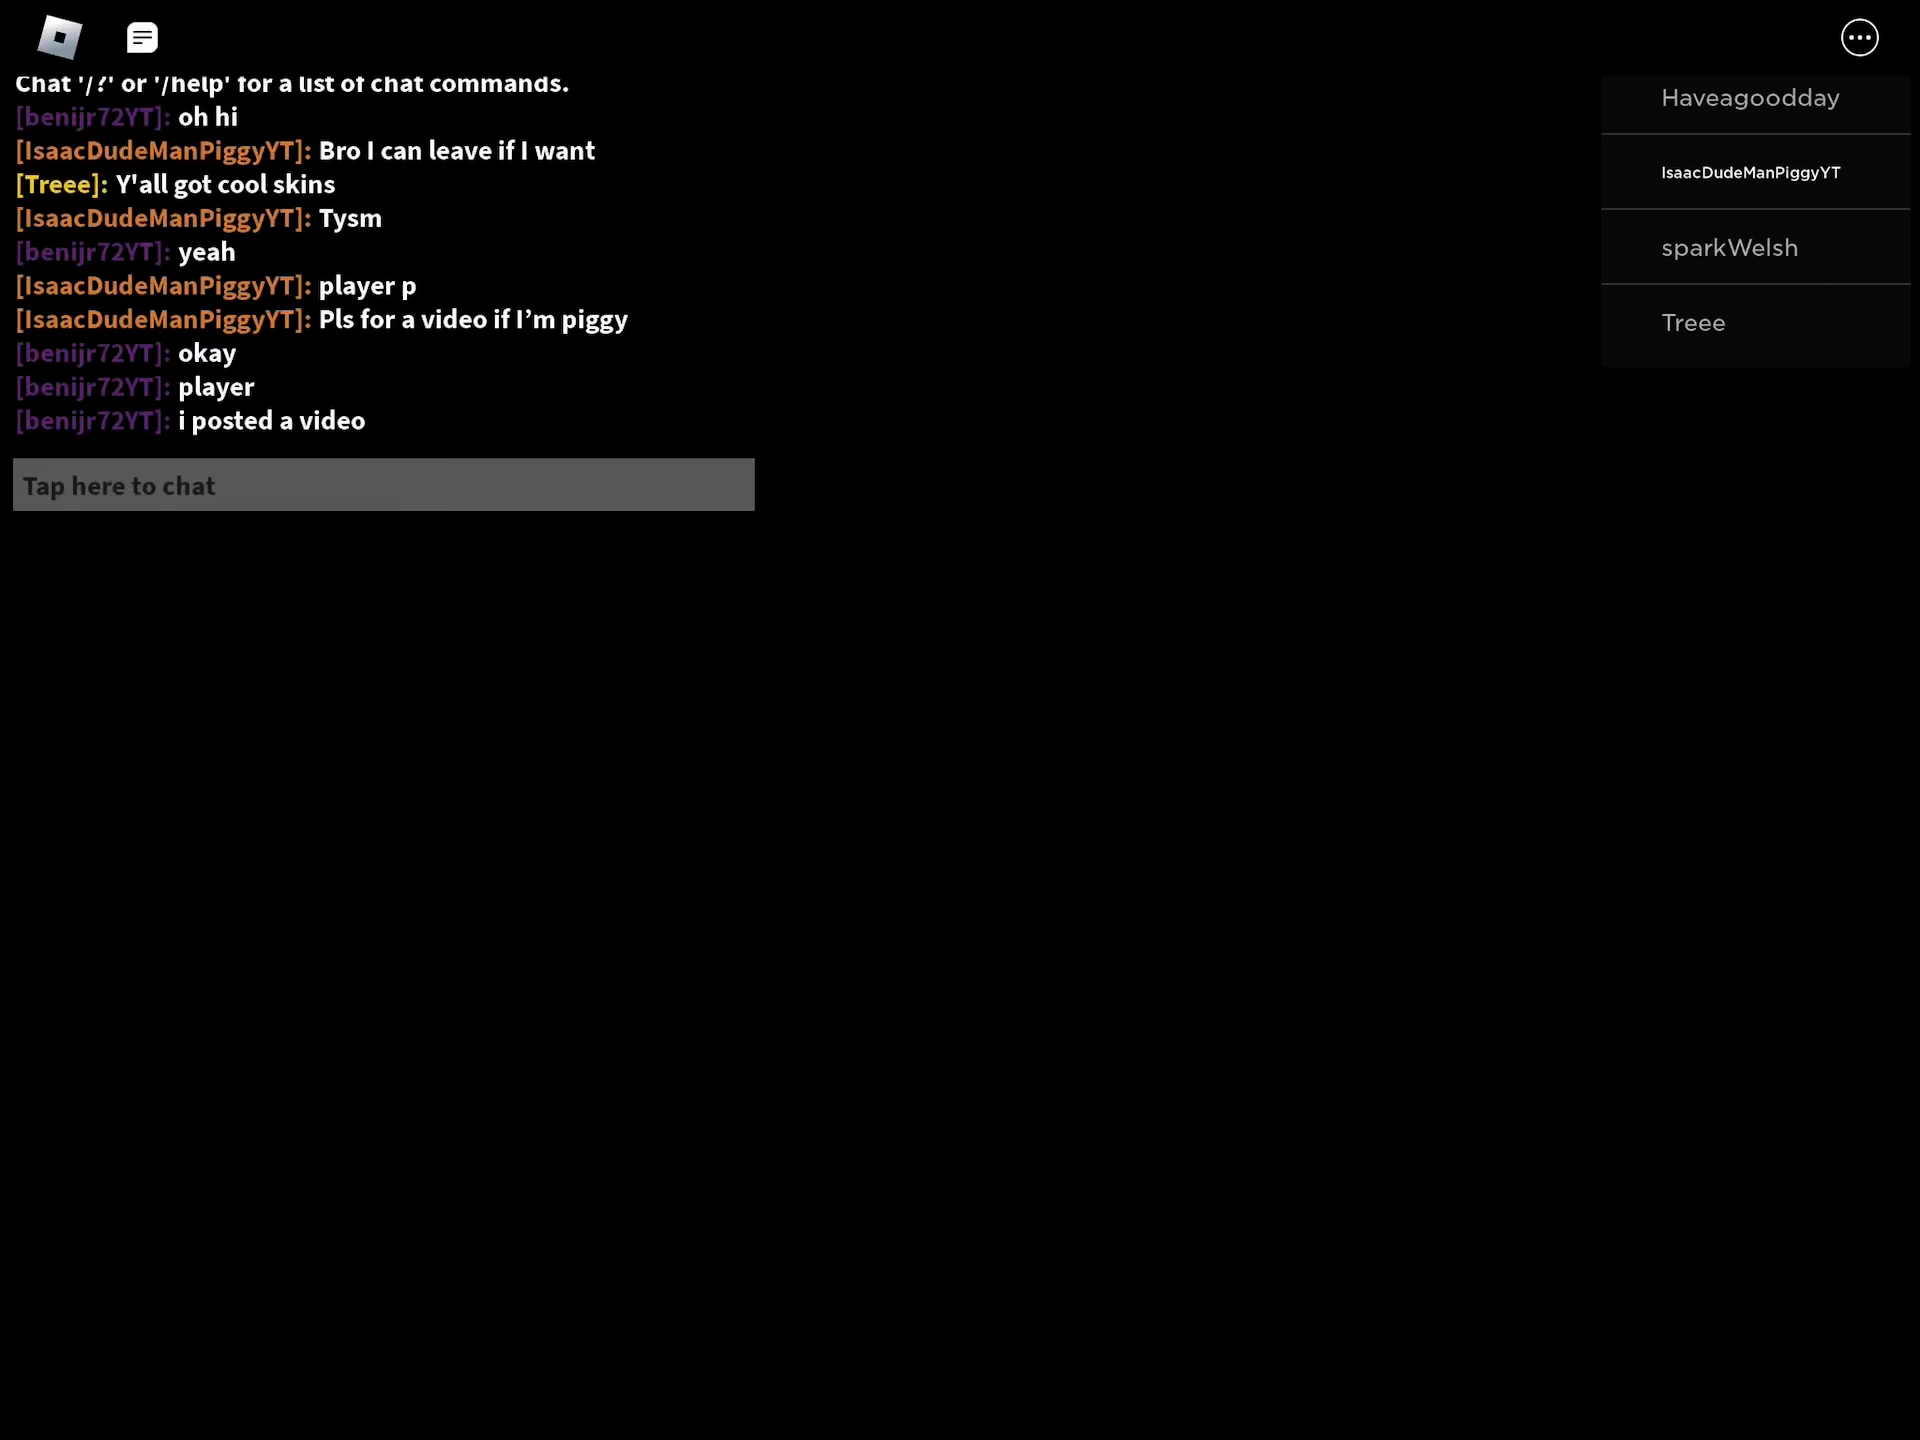 Chat '/?' or '/help' for a list of chat commands.
[benijr72YT]: oh hi
[IsaacDudeManPiggyYT]: Bro I can leave if I want
[Treee]: Y'all got cool skins
[IsaacDudeManPiggyYT]: Tysm
[benijr72YT]: yeah
[IsaacDudeManPiggyYT]: player p
[IsaacDudeManPiggyYT]: Pls for a video if I’m piggy
[benijr72YT]: okay
[benijr72YT]: player
[benijr72YT]: i posted a video
Tap here to chat
Haveagoodday
IsaacDudeManPiggyYT
sparkWelsh
Treee